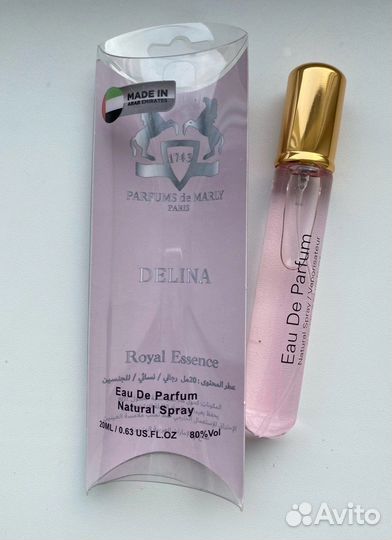 MADE IN
ARAB EMIRATES
1743
PARFUMS de MARLY
PARIS
DELINA
Royal Essence
عطر المحتوى: 20مل رجالي / نسائي / للجنسين
Eau De Parfum
Natural Spray
20ML / 0.63 US.FL.OZ 80%Vol
Eau De Parfum
Natural Spray / Vaporisateur
Avito